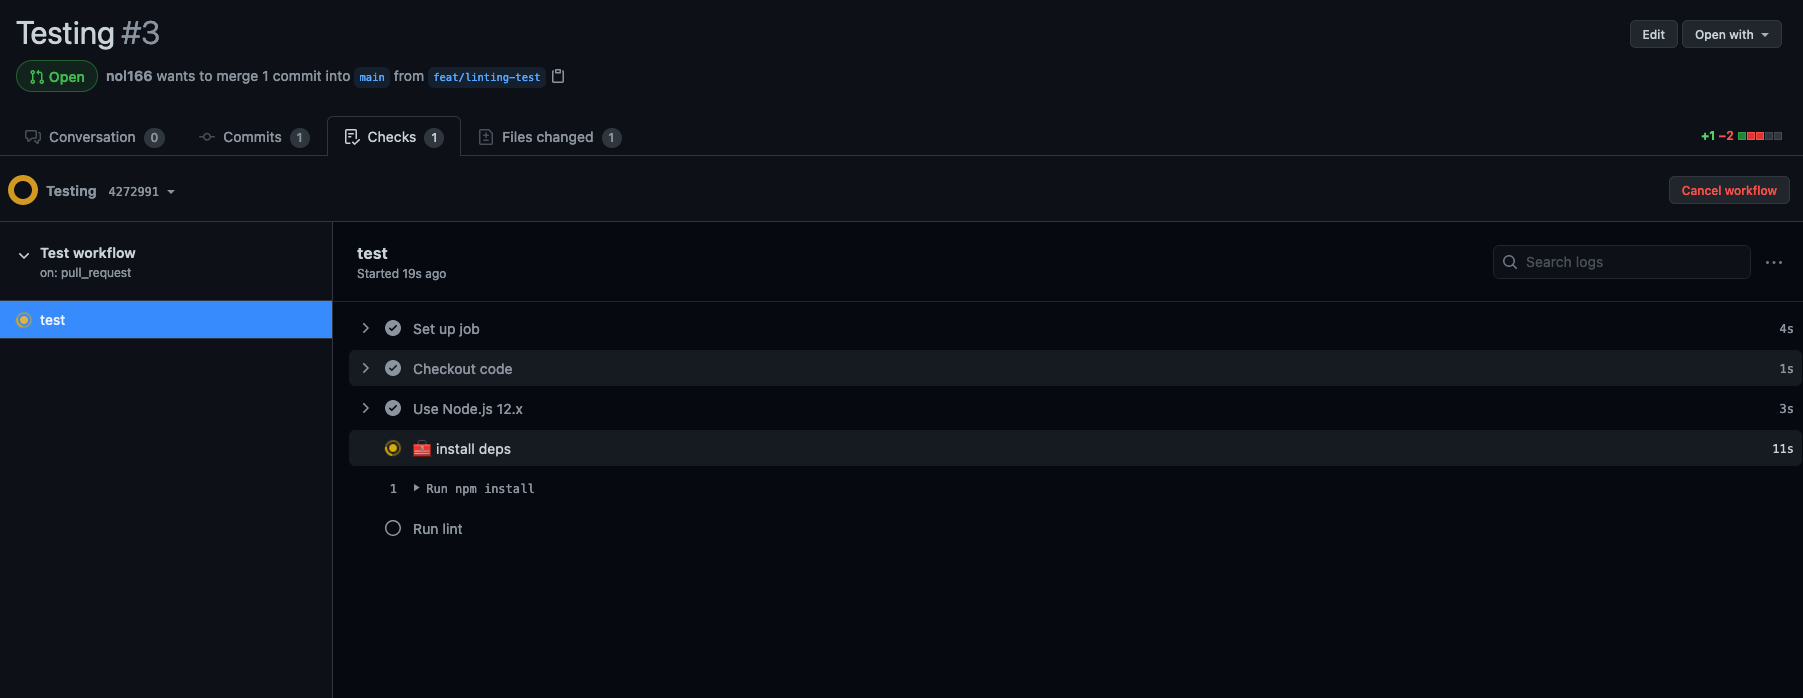 Testing #3
Edit
Open with
Open
nol166 wants to merge 1 commit into main from feat/linting-test
Conversation 0
Commits 1
Checks 1
Files changed 1
+1 −2
Testing 4272991
Cancel workflow
Test workflow
on: pull_request
test
test
Started 19s ago
Search logs
Set up job 4s
Checkout code 1s
Use Node.js 12.x 3s
install deps 11s
1 Run npm install
Run lint